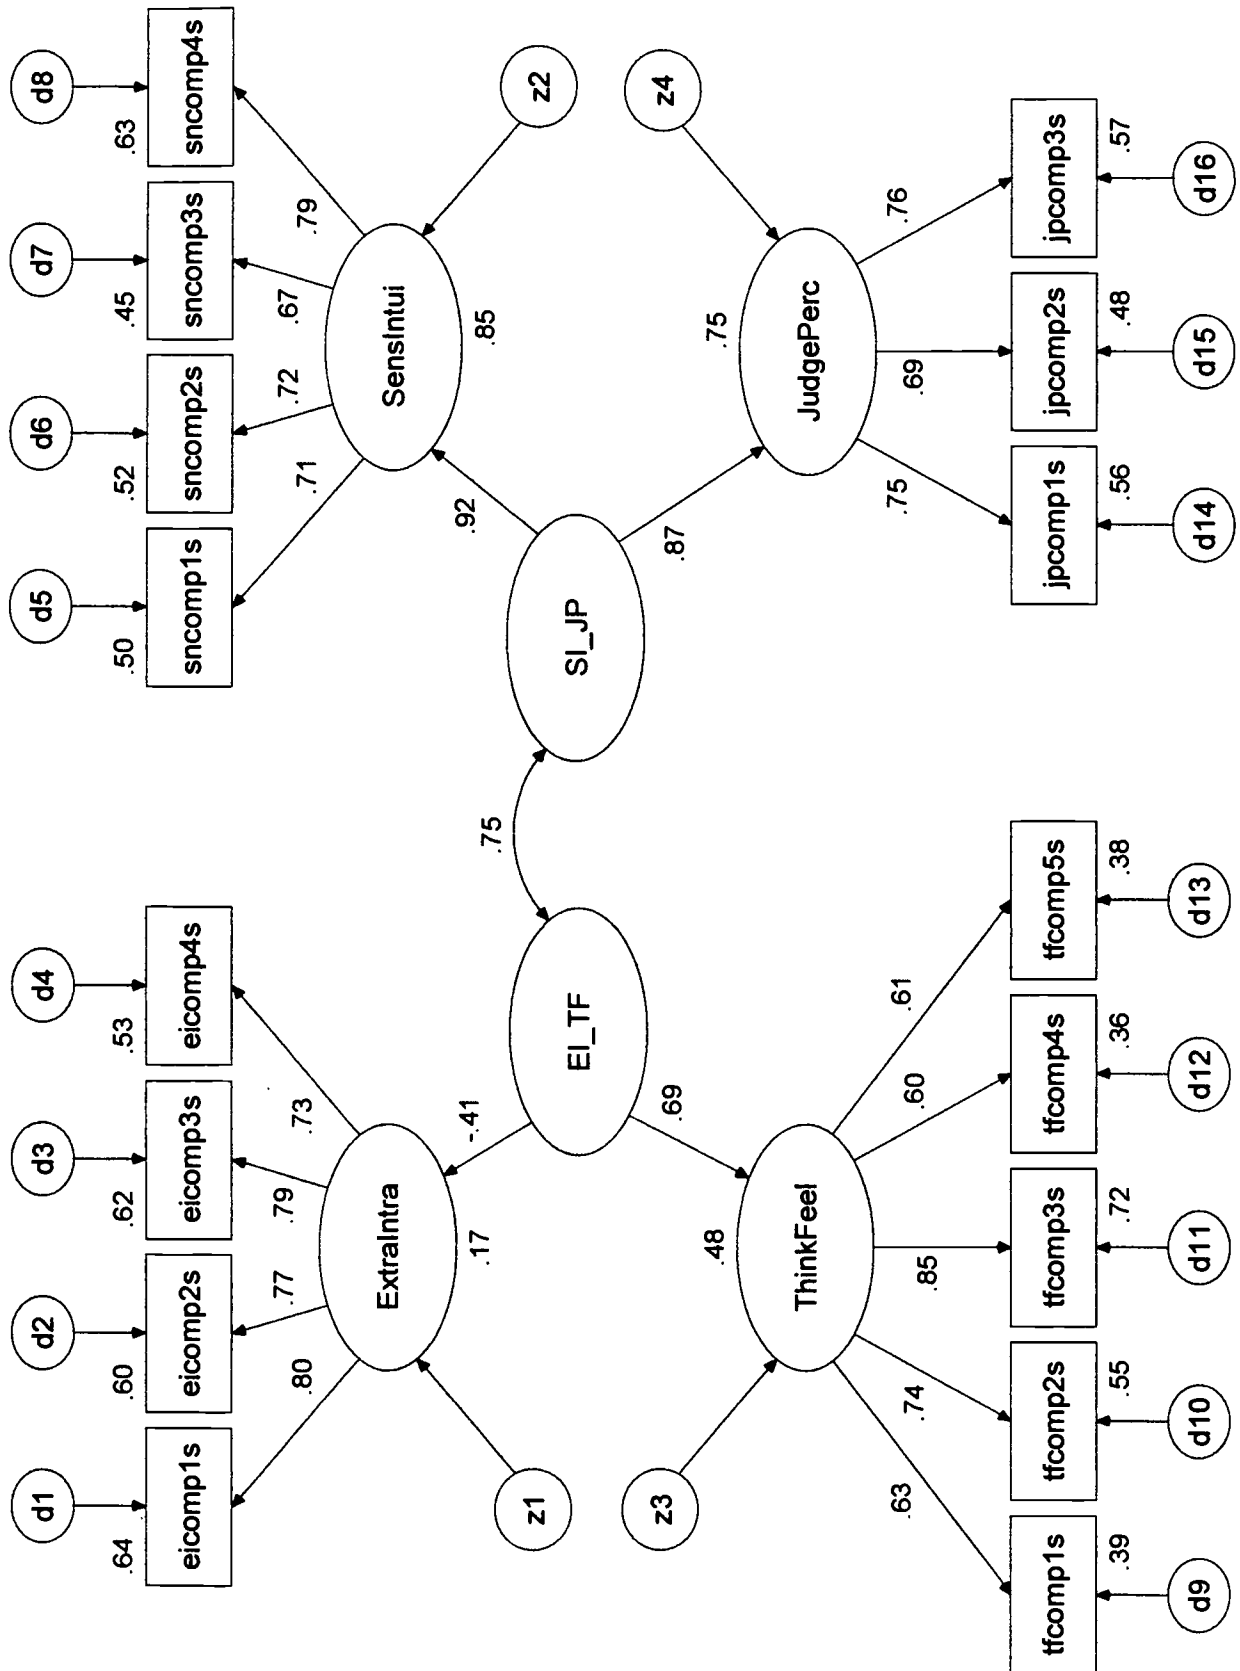 d1
d2
d3
d4
d5
d6
d7
d8
.64
.60
.62
.53
.50
.52
.45
.63
eicomp1s
eicomp2s
eicomp3s
eicomp4s
sncomp1s
sncomp2s
sncomp3s
sncomp4s
.80
.77
.79
.73
.71
.72
.67
.79
ExtraIntra
SensIntui
.17
.85
z1
z2
-.41
.75
.92
EI_TF
SI_JP
z3
.69
.87
z4
.48
.75
ThinkFeel
JudgePerc
.63
.74
.85
.60
.61
.75
.69
.76
tfcomp1s
tfcomp2s
tfcomp3s
tfcomp4s
tfcomp5s
jpcomp1s
jpcomp2s
jpcomp3s
.39
.55
.72
.36
.38
.56
.48
.57
d9
d10
d11
d12
d13
d14
d15
d16